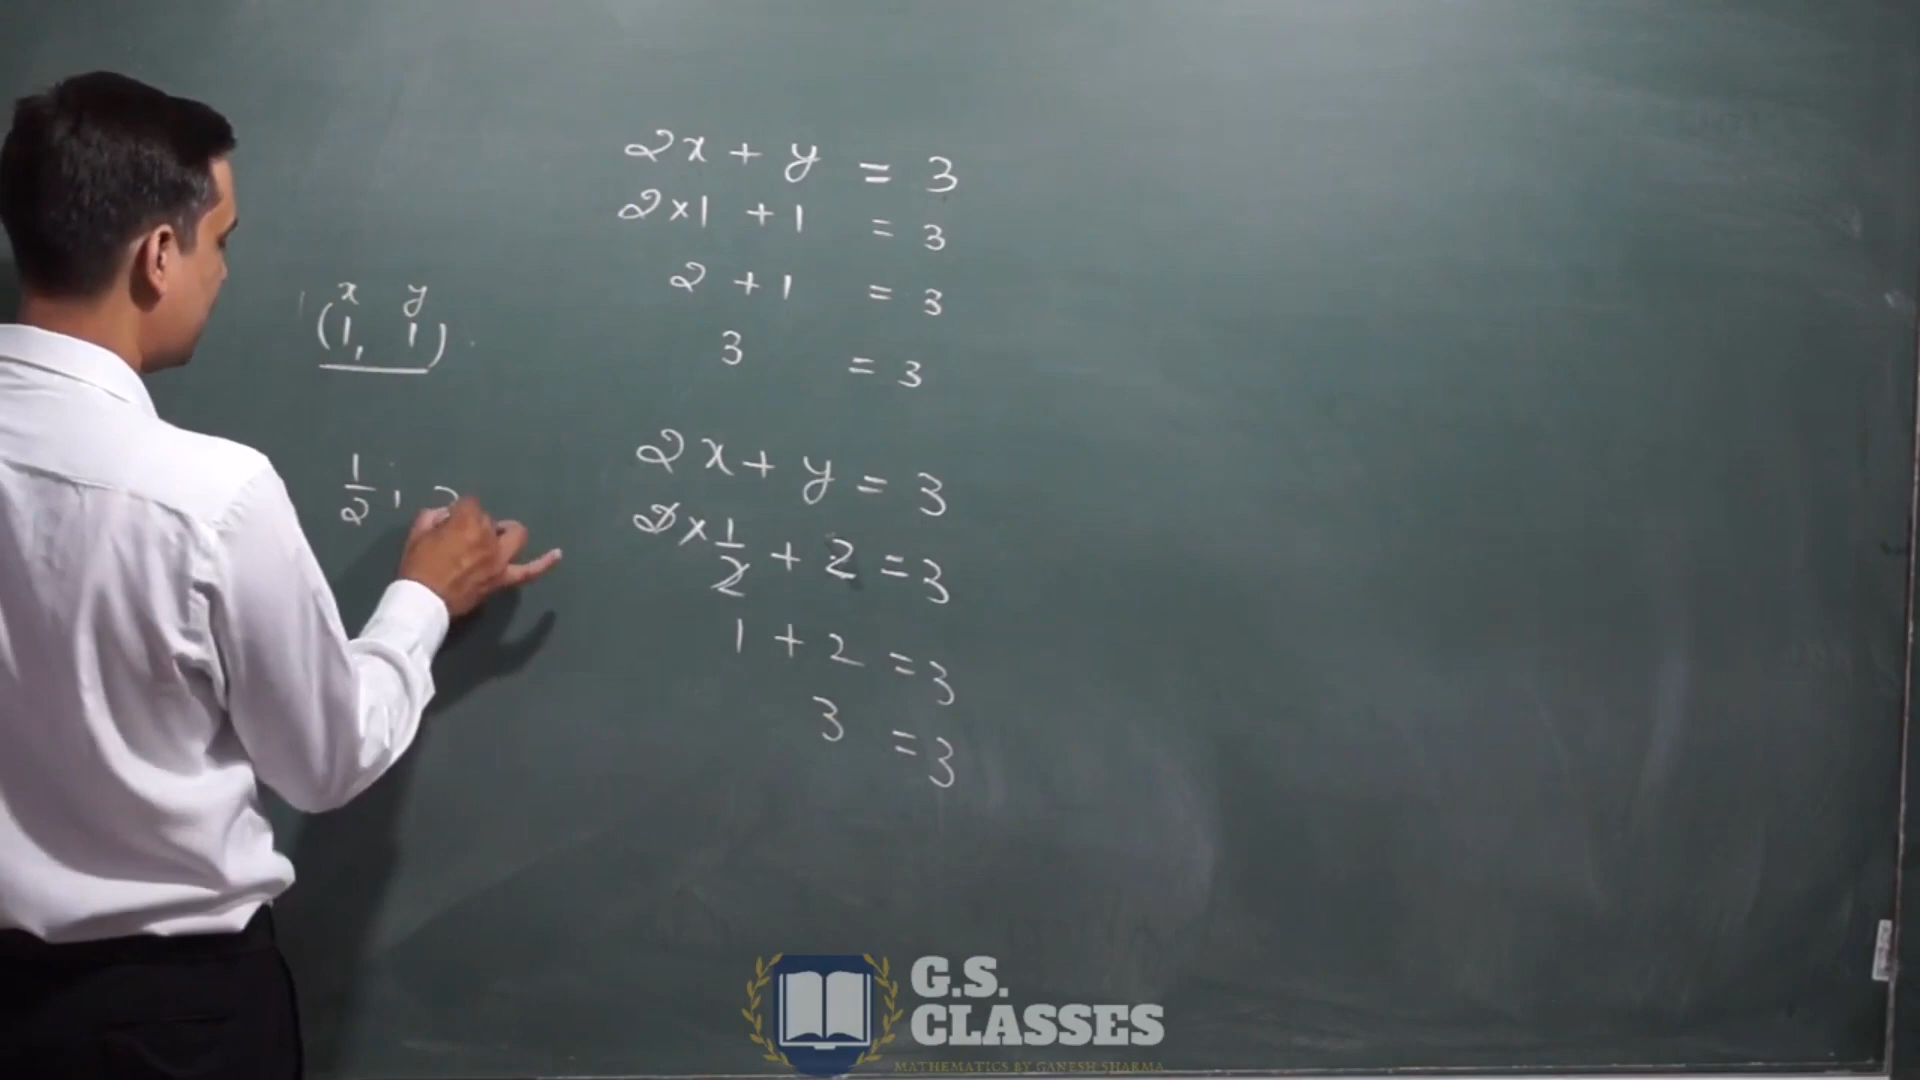 2x + y = 3
2×1 + 1 = 3
2 + 1 = 3
3 = 3
x y
(1, 1)
2x + y = 3
2×1/2 + 2 = 3
1 + 2 = 3
3 = 3
1/2, 2
G.S.
CLASSES
MATHEMATICS BY GANESH SHARMA